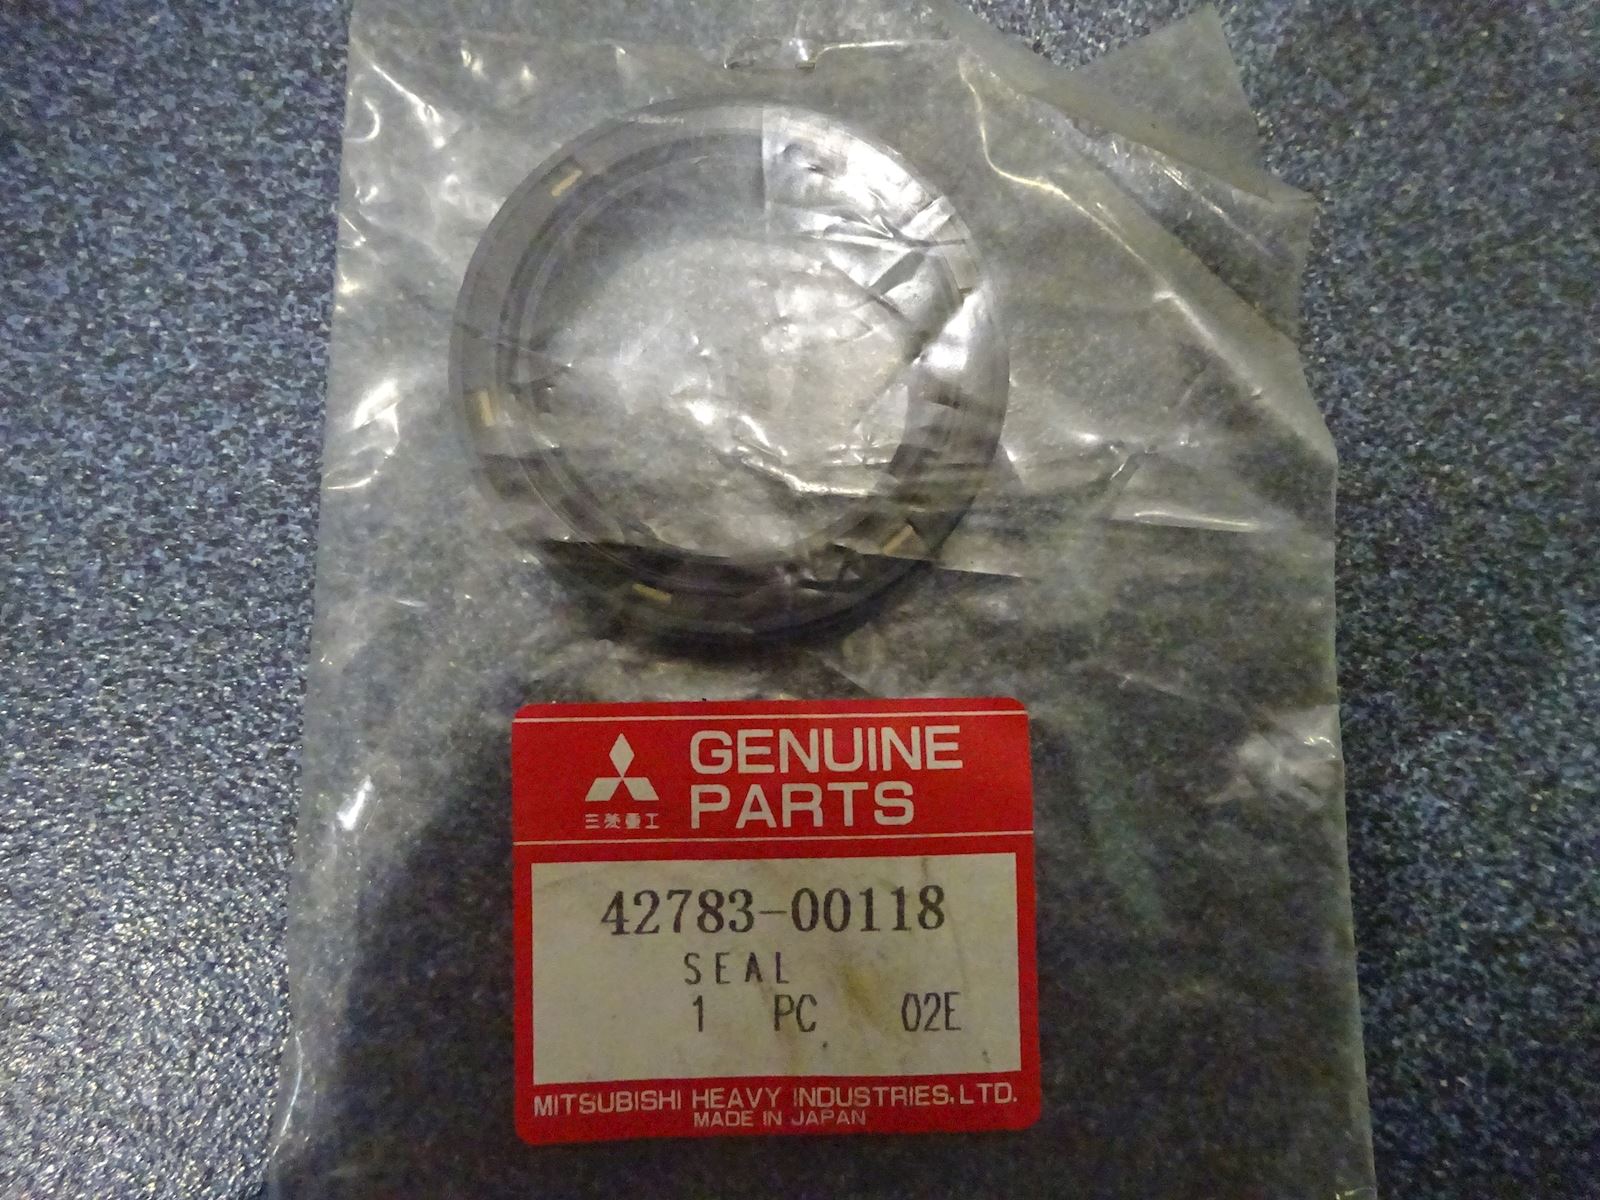 GENUINE
PARTS
三菱重工
42783-00118
SEAL
1 PC 02E
MITSUBISHI HEAVY INDUSTRIES, LTD.
MADE IN JAPAN